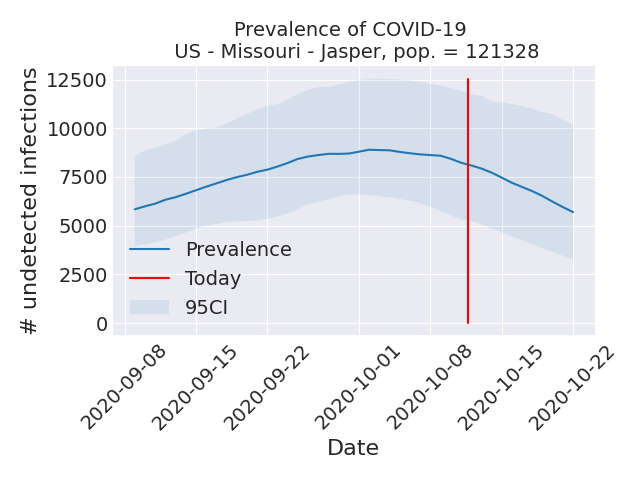 Prevalence of COVID-19
US - Missouri - Jasper, pop. = 121328
# undetected infections
12500
10000
7500
5000
2500
0
Prevalence
Today
95CI
2020-09-08
2020-09-15
2020-09-22
2020-10-01
2020-10-08
2020-10-15
2020-10-22
Date